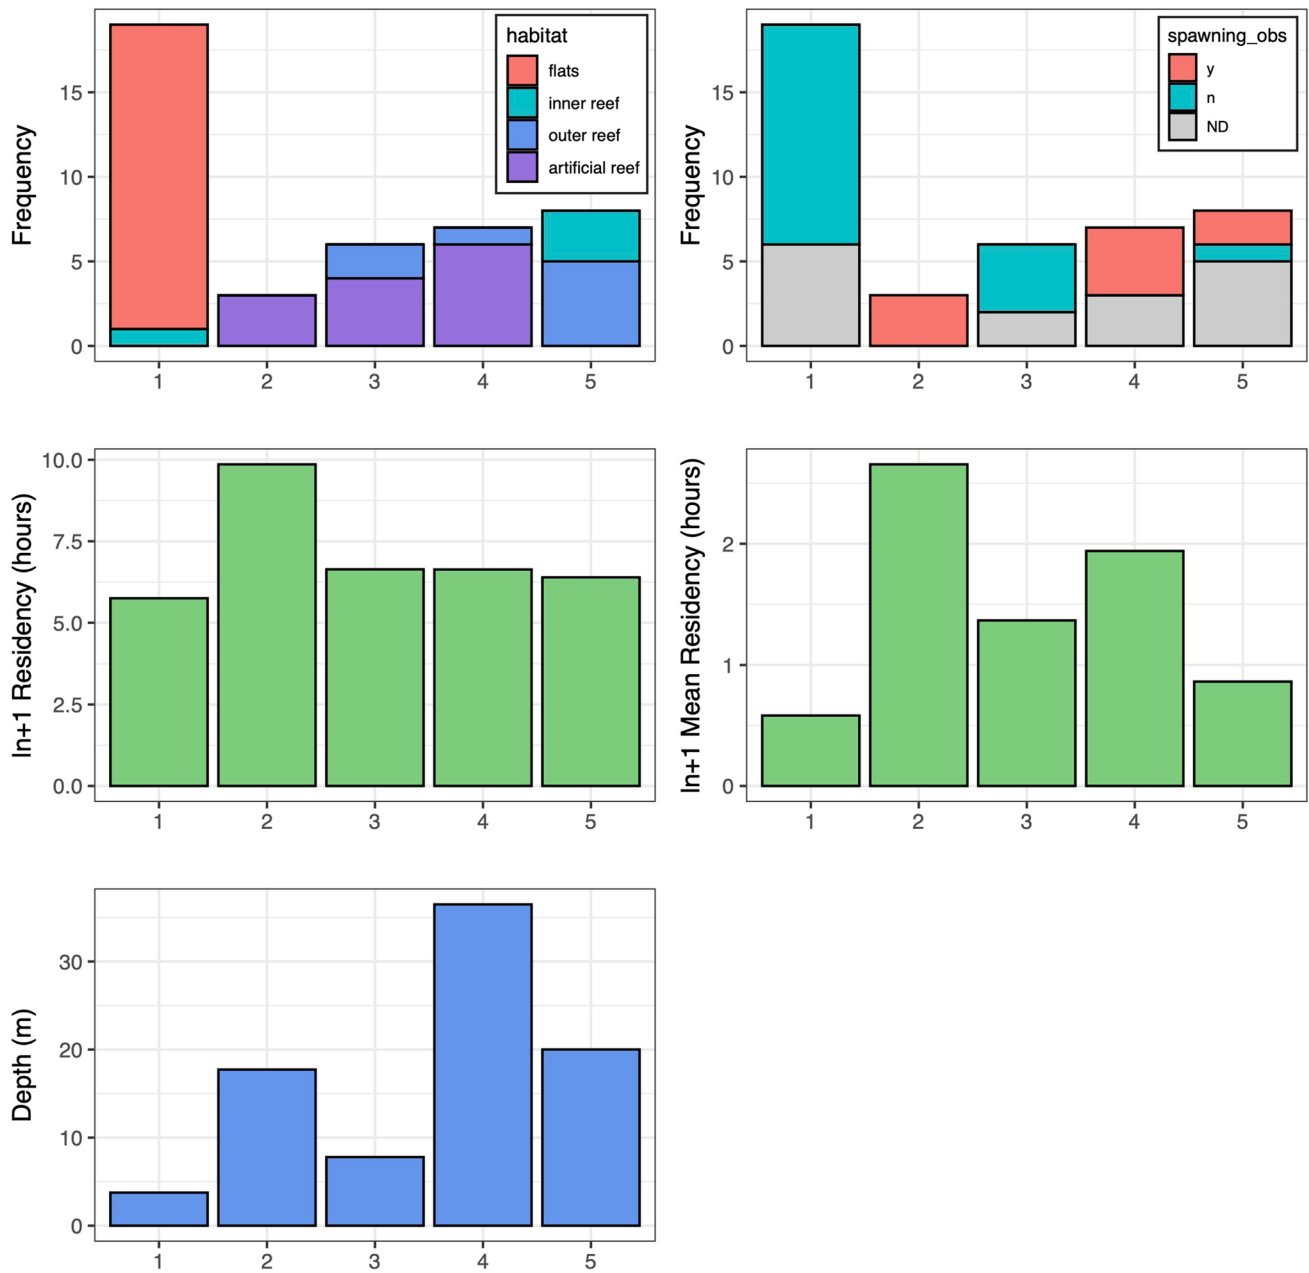 Frequency
15
10
5
0
habitat
flats
inner reef
outer reef
artificial reef
1 2 3 4 5
Frequency
15
10
5
0
spawning_obs
y
n
ND
1 2 3 4 5
ln+1 Residency (hours)
10.0
7.5
5.0
2.5
0.0
1 2 3 4 5
ln+1 Mean Residency (hours)
2
1
0
1 2 3 4 5
Depth (m)
30
20
10
0
1 2 3 4 5